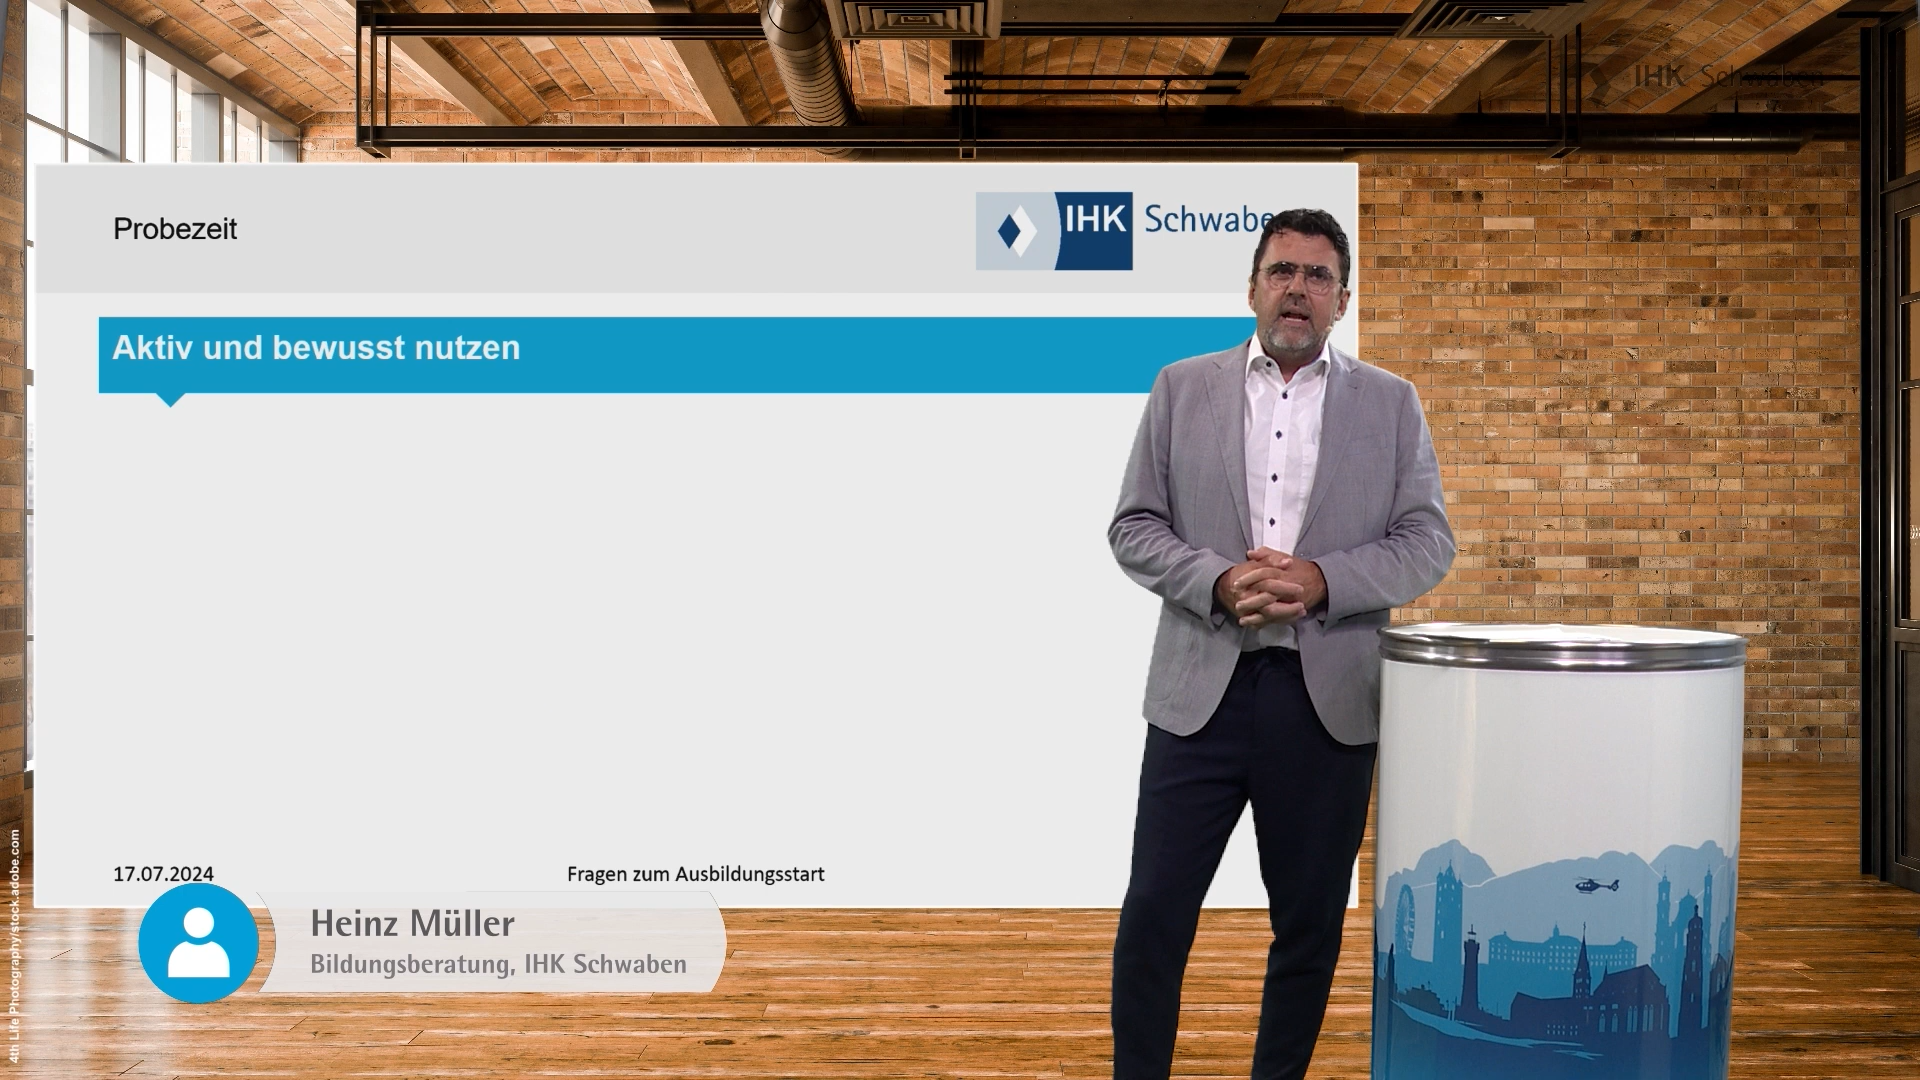 IHK Schwaben
Probezeit
IHK Schwabe
Aktiv und bewusst nutzen
17.07.2024
Fragen zum Ausbildungsstart
Heinz Müller
Bildungsberatung, IHK Schwaben
4th Life Photography/stock.adobe.com